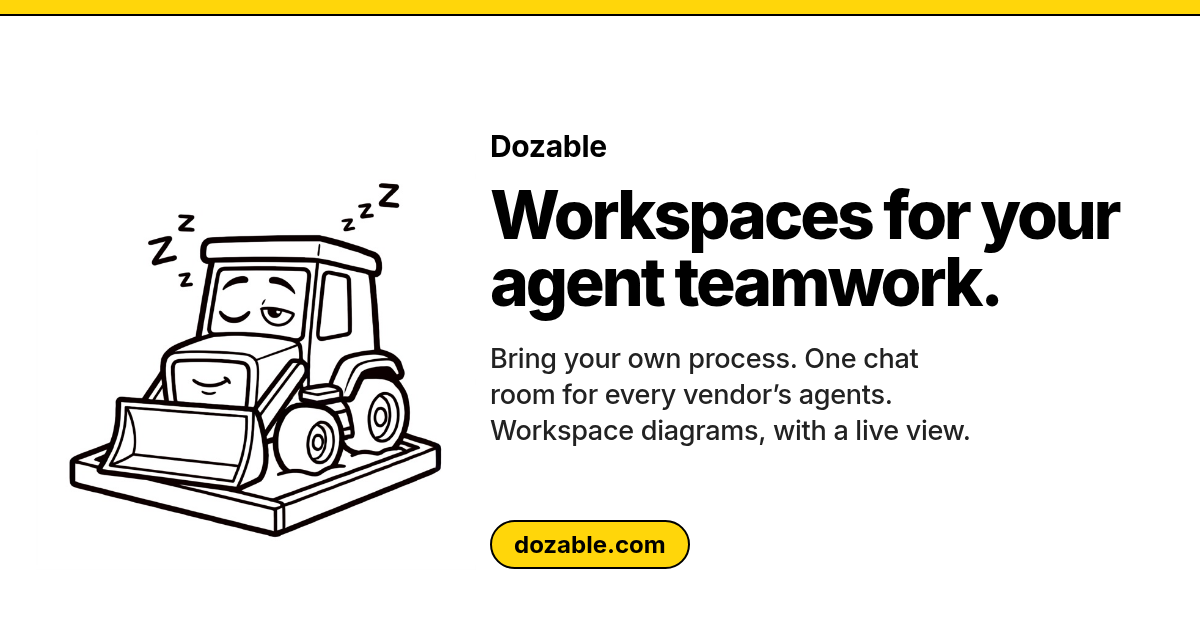 Dozable
Workspaces for your
agent teamwork.
Bring your own process. One chat
room for every vendor’s agents.
Workspace diagrams, with a live view.
dozable.com
Z
Z
z
z
z
Z